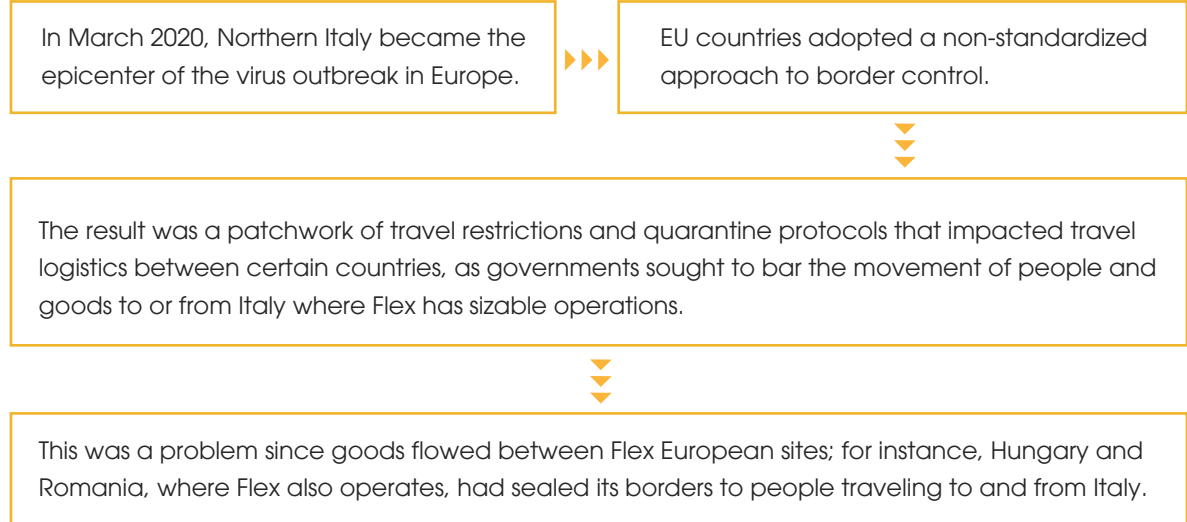 In March 2020, Northern Italy became the
epicenter of the virus outbreak in Europe.
EU countries adopted a non-standardized
approach to border control.
The result was a patchwork of travel restrictions and quarantine protocols that impacted travel
logistics between certain countries, as governments sought to bar the movement of people and
goods to or from Italy where Flex has sizable operations.
This was a problem since goods flowed between Flex European sites; for instance, Hungary and
Romania, where Flex also operates, had sealed its borders to people traveling to and from Italy.